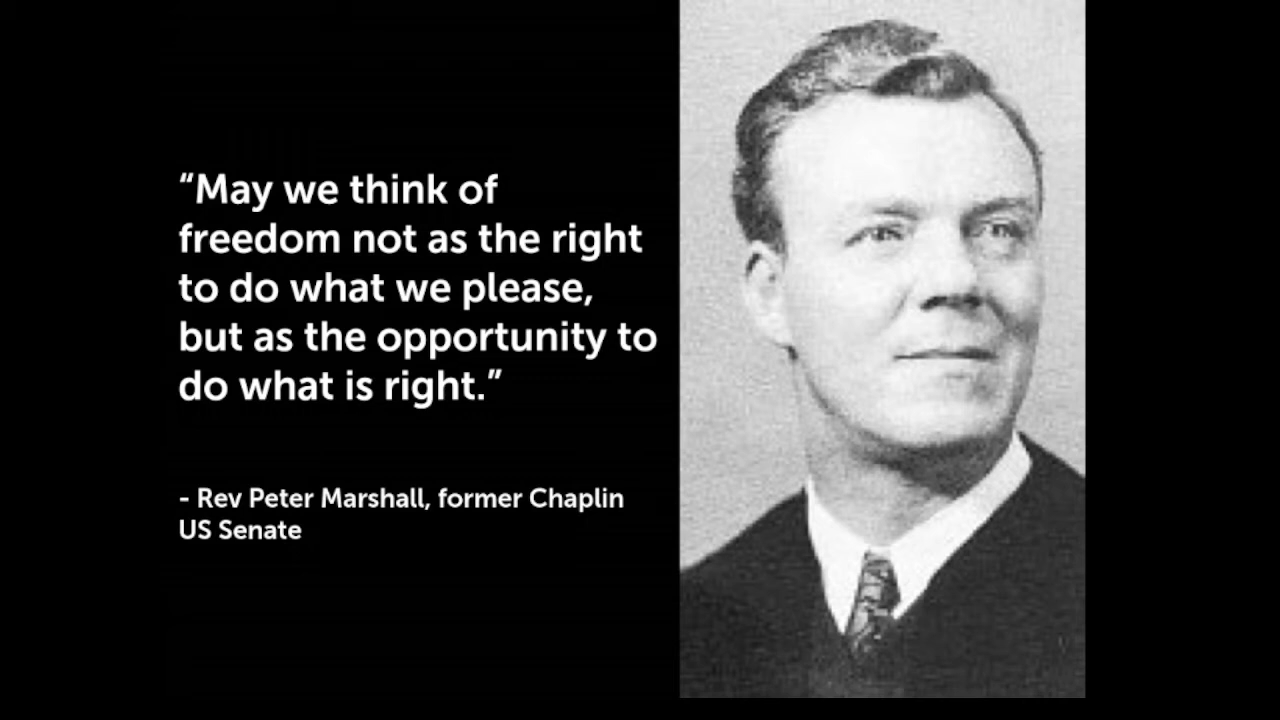 “May we think of
freedom not as the right
to do what we please,
but as the opportunity to
do what is right.”
- Rev Peter Marshall, former Chaplin
US Senate